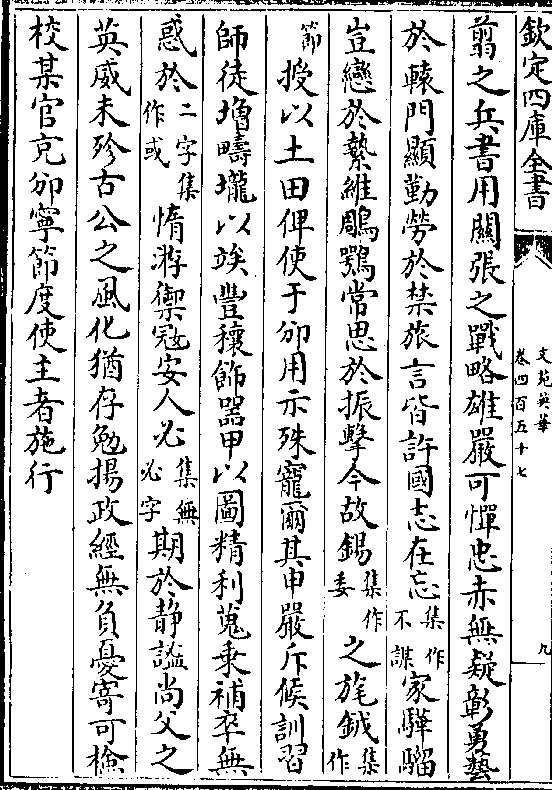 欽定四庫全書
文苑英華
卷四百五十七
九
翦之兵書用關張之戰略雄嚴可憚忠赤無疑彰勇藝
於轅門顯勤勞於禁旅言皆許國志在忘集作不謀家驊騮
豈戀於縶維鵰鶚常思於振擊今故錫集作委之旄鉞集作
節授以土田俾使于邠用示殊寵爾其申嚴斥候訓習
師徒增疇壠以竢豐穰飾器甲以圖精利蒐乗補卒無
惑於二字集作或惰游禦冦安人必集無必字期於静謐尚父之
英威未殄古公之風化猶存勉揚政經無負憂寄可檢
校某官充邠寧節度使主者施行